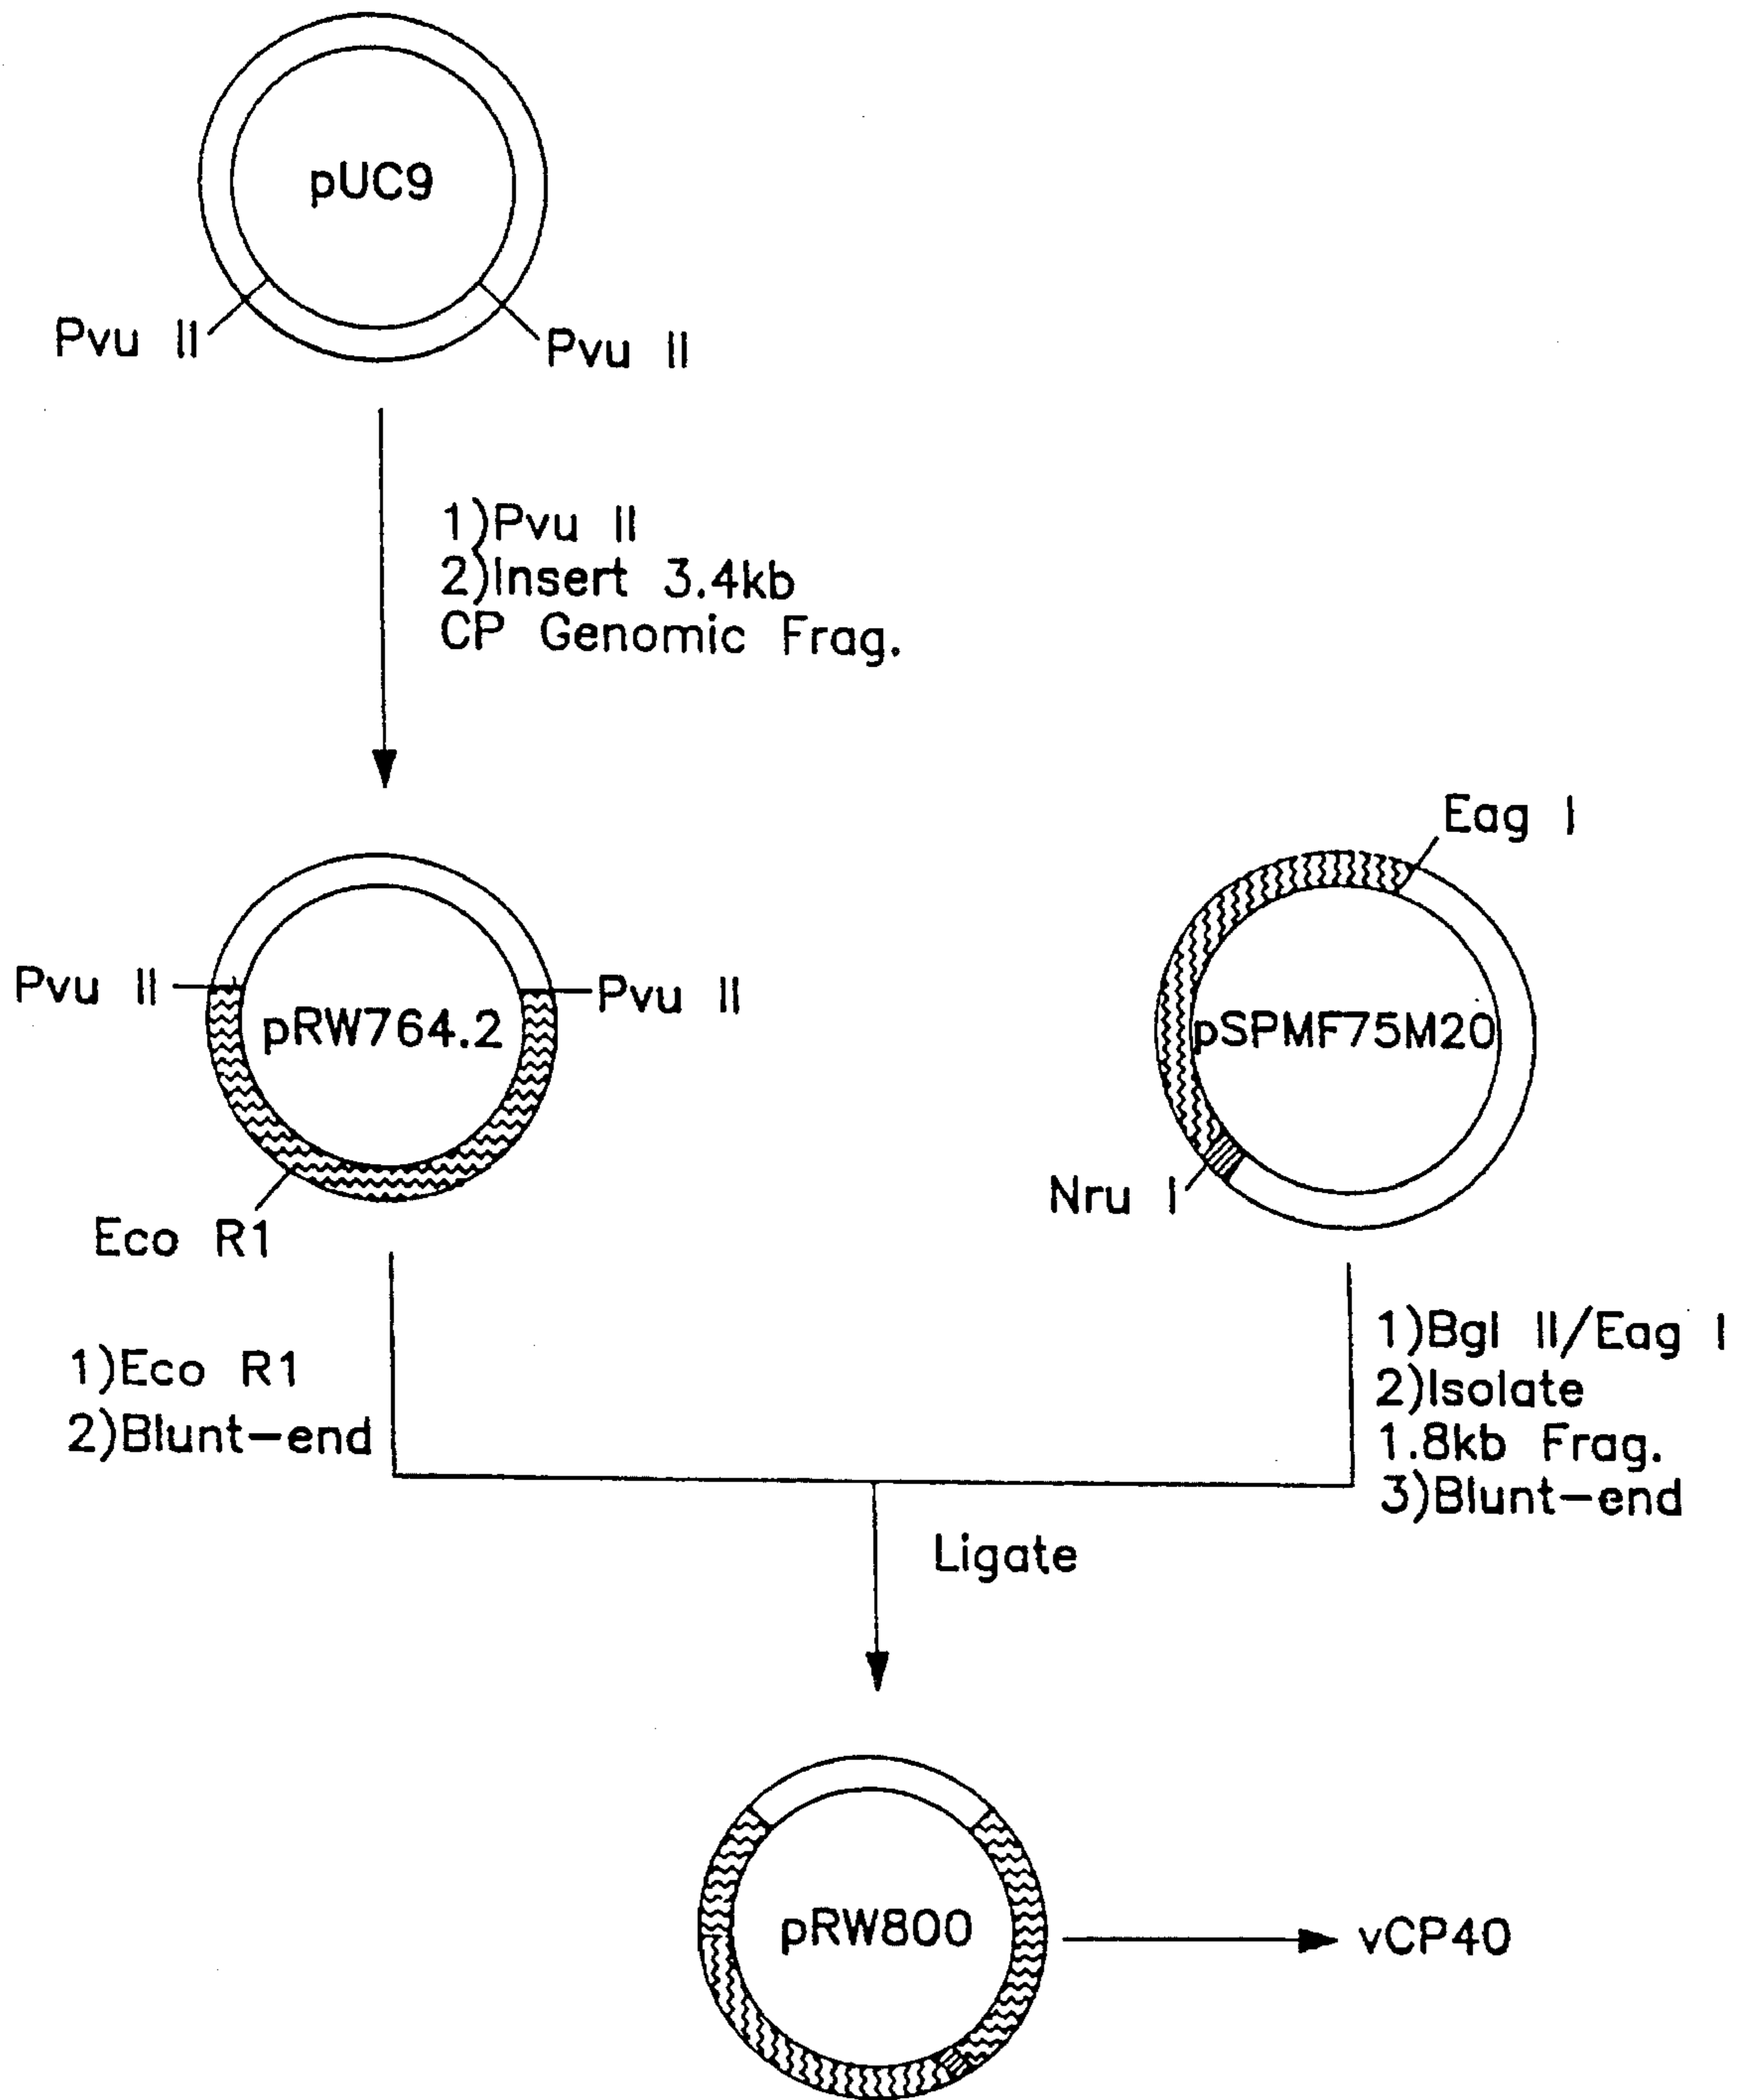 pUC9
Pvu II
Pvu II
1)Pvu II
2)Insert 3.4kb
CP Genomic Frag.
Eag I
Pvu II
Pvu II
pRW764.2
pSPMF75M20
Nru I
Eco R1
1)Eco R1
2)Blunt-end
1)Bgl II/Eag I
2)Isolate
1.8kb Frag.
3)Blunt-end
Ligate
pRW800
vCP40